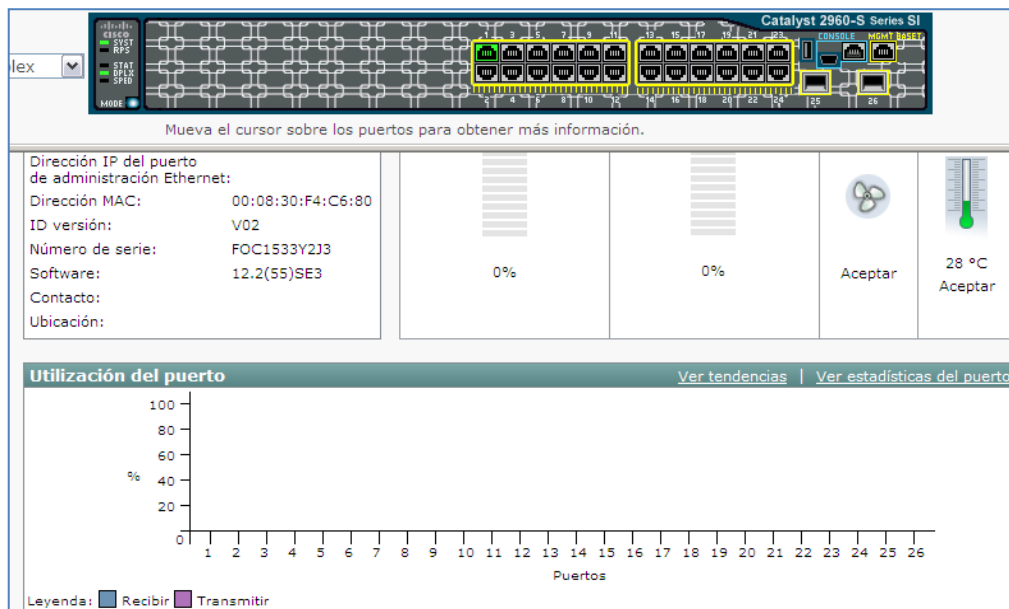 Catalyst 2960-S Series SI
CISCO
SYST
RPS
STAT
DPLX
SPED
MODE
1 3 5 7 9 11 13 15 17 19 21 23
CONSOLE
MGMT BASET
2 4 6 8 10 12 14 16 18 20 22 24 25 26
lex
Mueva el cursor sobre los puertos para obtener más información.
Dirección IP del puerto
de administración Ethernet:
Dirección MAC: 00:08:30:F4:C6:80
ID versión: V02
Número de serie: FOC1533Y2J3
Software: 12.2(55)SE3
Contacto:
Ubicación:
0%
0%
Aceptar
28 °C
Aceptar
Utilización del puerto
Ver tendencias | Ver estadísticas del puerto
100
80
60
% 40
20
0
1 2 3 4 5 6 7 8 9 10 11 12 13 14 15 16 17 18 19 20 21 22 23 24 25 26
Puertos
Leyenda: Recibir Transmitir